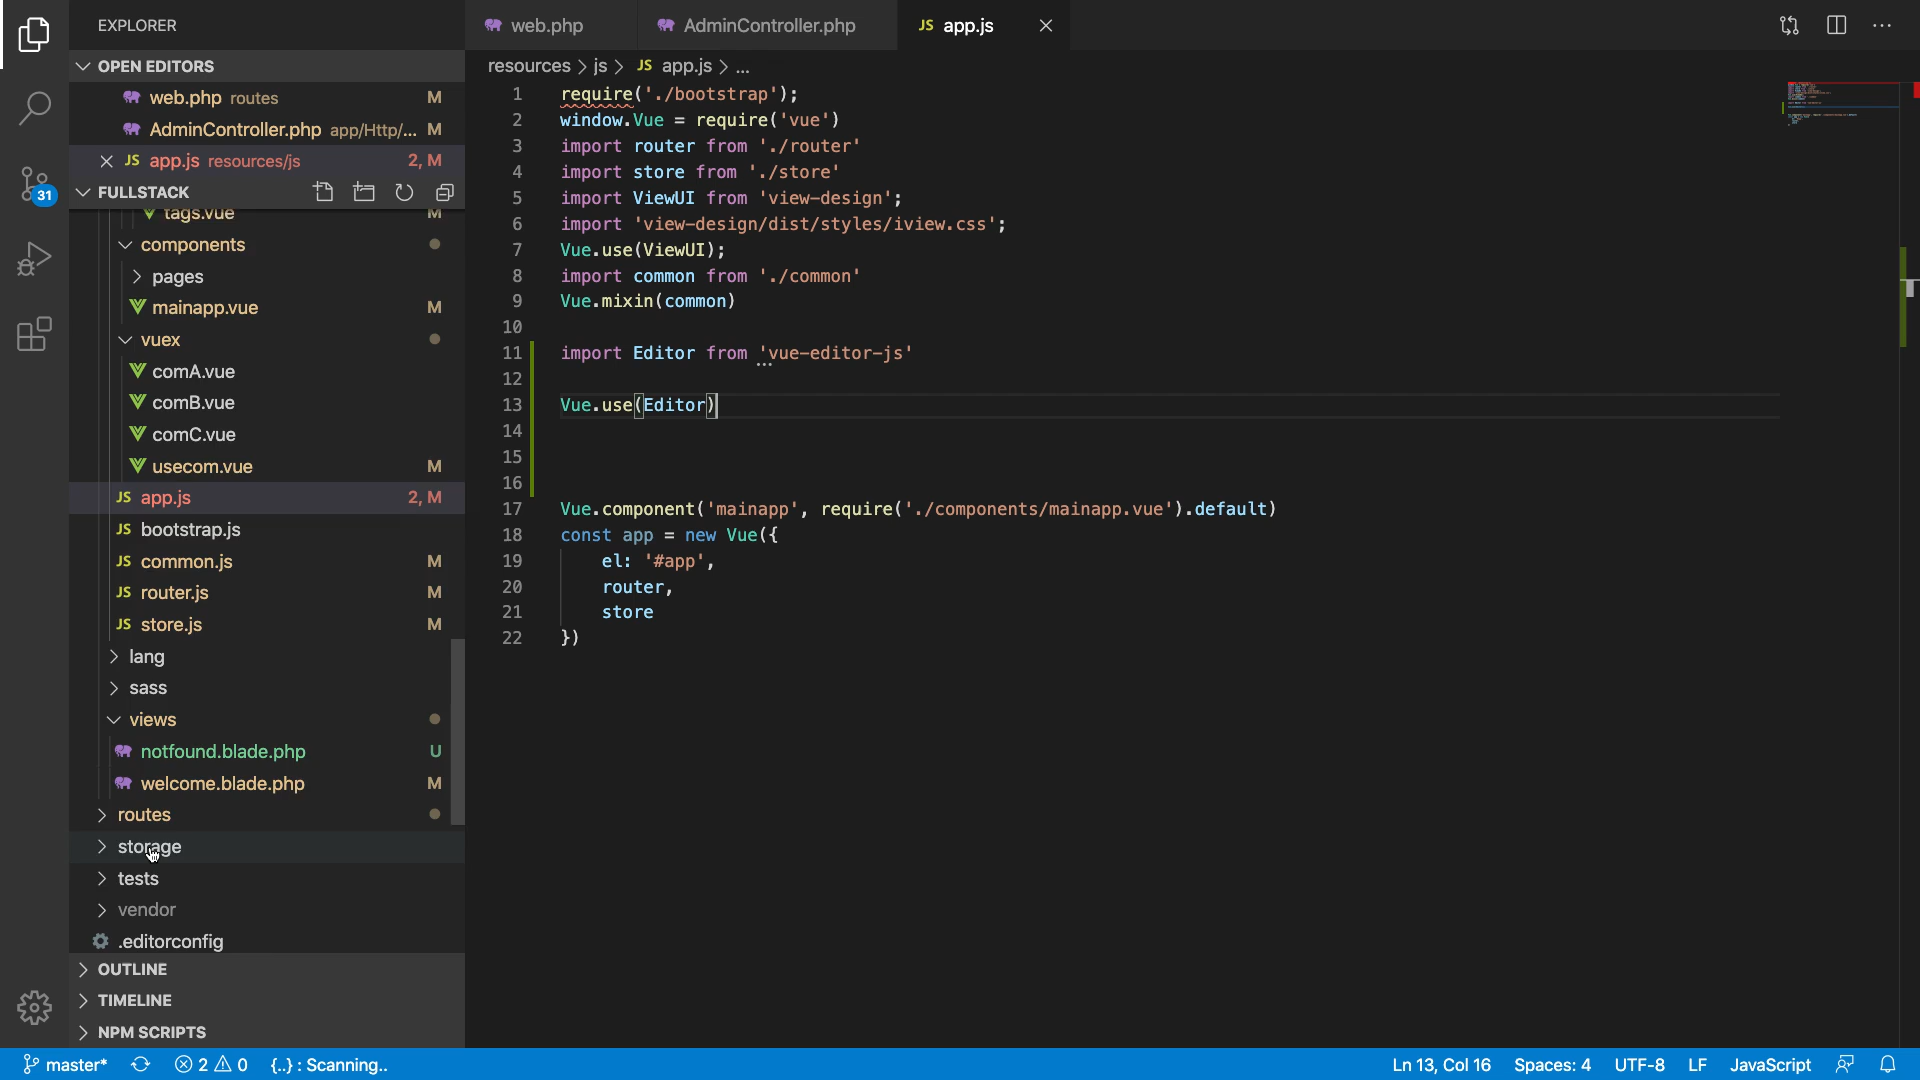 EXPLORER
web.php
AdminController.php
JS app.js
OPEN EDITORS
web.php routes M
AdminController.php app/Http/... M
JS app.js resources/js 2, M
FULLSTACK
31
tags.vue M
components
pages
mainapp.vue M
vuex
comA.vue
comB.vue
comC.vue
usecom.vue M
JS app.js 2, M
JS bootstrap.js
JS common.js M
JS router.js M
JS store.js M
lang
sass
views
notfound.blade.php U
welcome.blade.php M
routes
storage
tests
vendor
.editorconfig
OUTLINE
TIMELINE
NPM SCRIPTS
resources > js > JS app.js > ...
1 require('./bootstrap');
2 window.Vue = require('vue')
3 import router from './router'
4 import store from './store'
5 import ViewUI from 'view-design';
6 import 'view-design/dist/styles/iview.css';
7 Vue.use(ViewUI);
8 import common from './common'
9 Vue.mixin(common)
10
11 import Editor from 'vue-editor-js'
12
13 Vue.use(Editor)
14
15
16
17 Vue.component('mainapp', require('./components/mainapp.vue').default)
18 const app = new Vue({
19 el: '#app',
20 router,
21 store
22 })
master* 2 0 {..} : Scanning.. Ln 13, Col 16 Spaces: 4 UTF-8 LF JavaScript